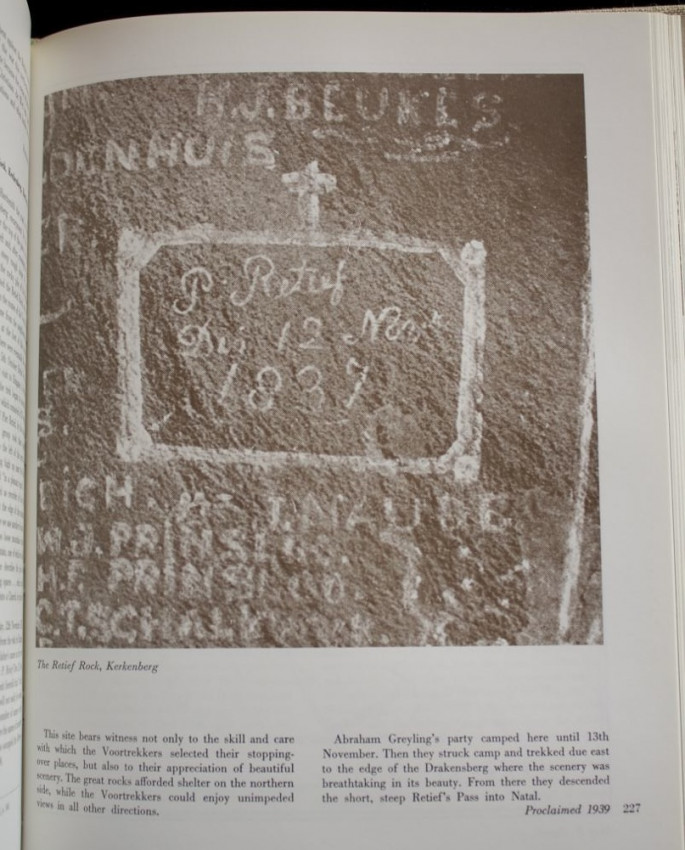 H.J. BEUKES
NHUIS
P. Retief
Den 12 Nov
1837
J. NAUDE
W.J. PRINSLOO.
H.F. PRINSLOO.
The Retief Rock, Kerkenberg
This site bears witness not only to the skill and care
with which the Voortrekkers selected their stopping-
over places, but also to their appreciation of beautiful
scenery. The great rocks afforded shelter on the northern
side, while the Voortrekkers could enjoy unimpeded
views in all other directions.
Abraham Greyling's party camped here until 13th
November. Then they struck camp and trekked due east
to the edge of the Drakensberg where the scenery was
breathtaking in its beauty. From there they descended
the short, steep Retief's Pass into Natal.
Proclaimed 1939 227